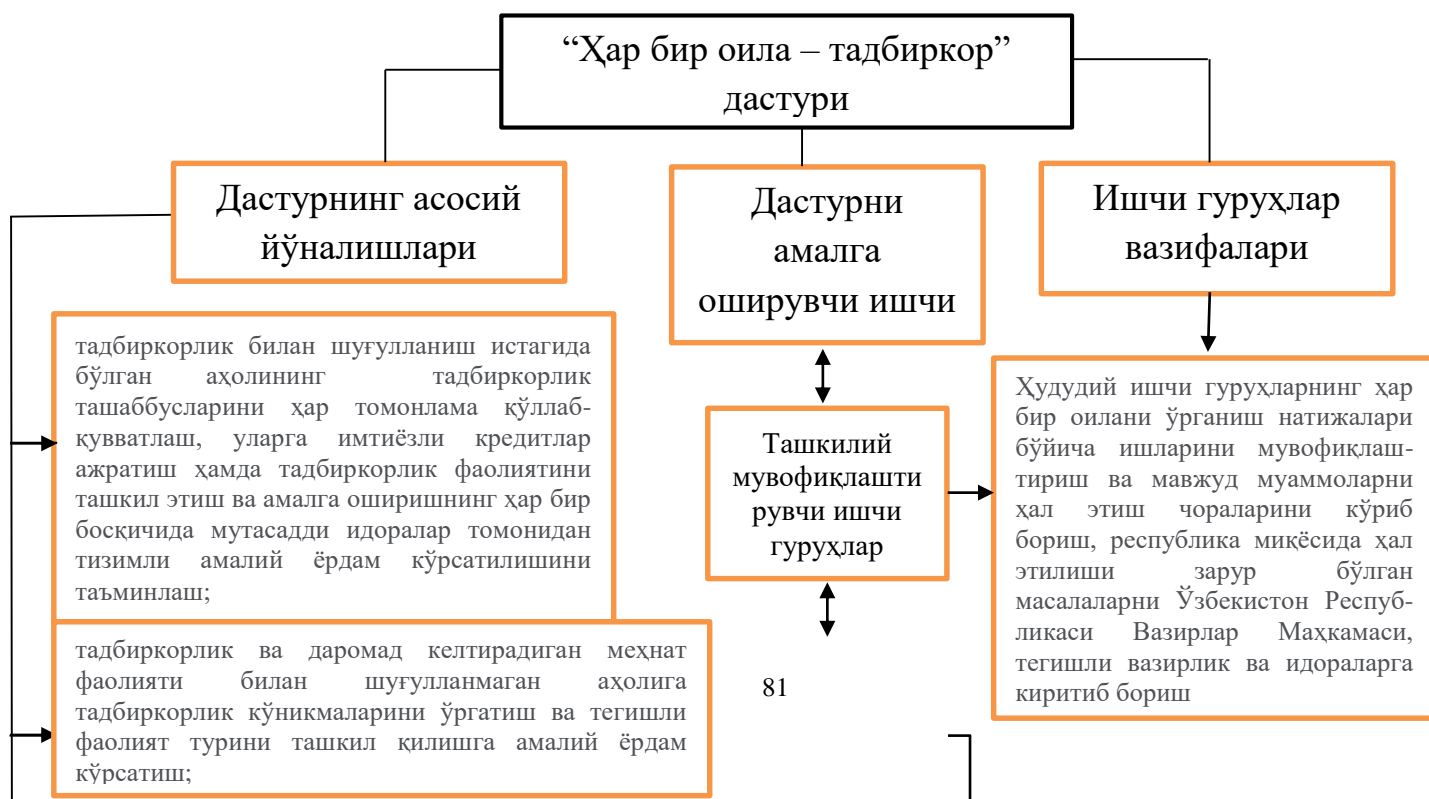 “Ҳар бир оила – тадбиркор”
дастури
Дастурнинг асосий
йўналишлари
Дастурни
амалга
оширувчи ишчи
Ишчи гуруҳлар
вазифалари
тадбиркорлик билан шуғулланиш истагида
бўлган аҳолининг тадбиркорлик
ташаббусларини ҳар томонлама қўллаб-
қувватлаш, уларга имтиёзли кредитлар
ажратиш ҳамда тадбиркорлик фаолиятини
ташкил этиш ва амалга оширишнинг ҳар бир
босқичида мутасадди идоралар томонидан
тизимли амалий ёрдам кўрсатилишини
таъминлаш;
тадбиркорлик ва даромад келтирадиган меҳнат
фаолияти билан шуғулланмаган аҳолига
тадбиркорлик кўникмаларини ўргатиш ва тегишли
фаолият турини ташкил қилишга амалий ёрдам
кўрсатиш;
Ташкилий
мувофиқлашти
рувчи ишчи
гуруҳлар
Ҳудудий ишчи гуруҳларнинг ҳар
бир оилани ўрганиш натижалари
бўйича ишларини мувофиқлаш-
тириш ва мавжуд муаммоларни
ҳал этиш чораларини кўриб
бориш, республика миқёсида ҳал
этилиши зарур бўлган
масалаларни Ўзбекистон Респуб-
ликаси Вазирлар Маҳкамаси,
тегишли вазирлик ва идораларга
киритиб бориш
81